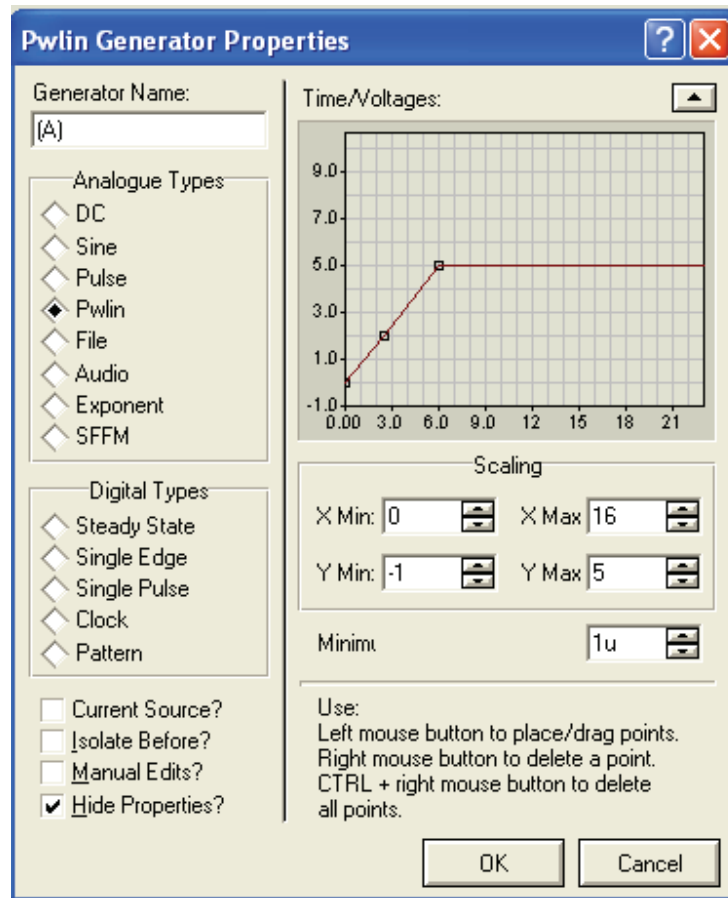 Pwlin Generator Properties
?
Generator Name:
(A)
Analogue Types
DC
Sine
Pulse
Pwlin
File
Audio
Exponent
SFFM
Digital Types
Steady State
Single Edge
Single Pulse
Clock
Pattern
Current Source?
Isolate Before?
Manual Edits?
Hide Properties?
Time/Voltages:
9.0
7.0
5.0
3.0
1.0
-1.0
0.00 3.0 6.0 9.0 12 15 18 21
Scaling
X Min: 0 X Max 16
Y Min: -1 Y Max 5
Minimu 1u
Use:
Left mouse button to place/drag points.
Right mouse button to delete a point.
CTRL + right mouse button to delete
all points.
OK Cancel